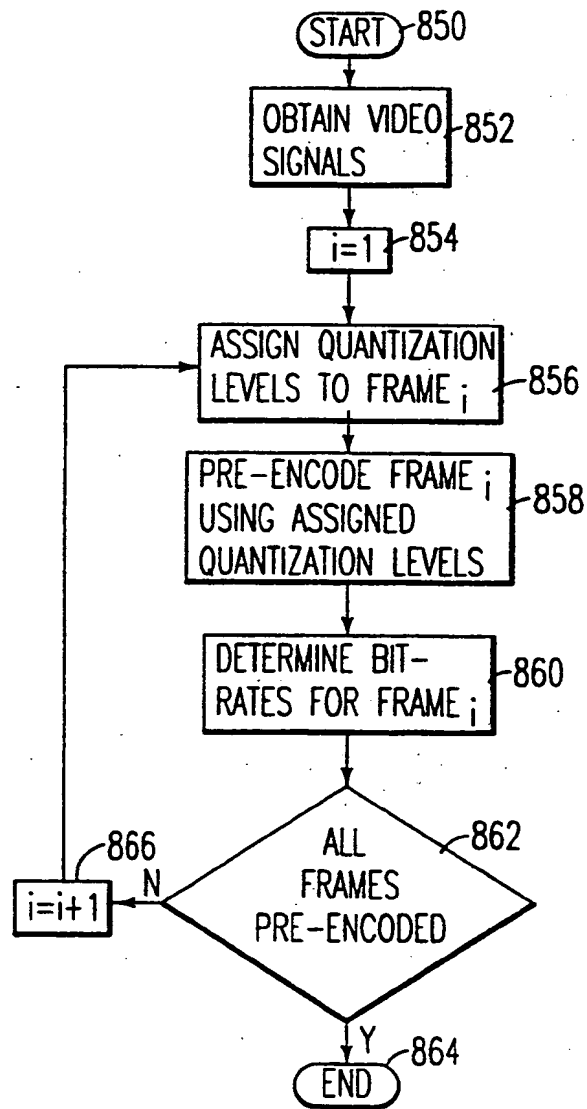 START 850
OBTAIN VIDEO
SIGNALS
852
i=1
854
ASSIGN QUANTIZATION
LEVELS TO FRAME i
856
PRE-ENCODE FRAME i
USING ASSIGNED
QUANTIZATION LEVELS
858
DETERMINE BIT-
RATES FOR FRAME i
860
ALL
FRAMES
PRE-ENCODED
862
N
866
i=i+1
Y
END 864